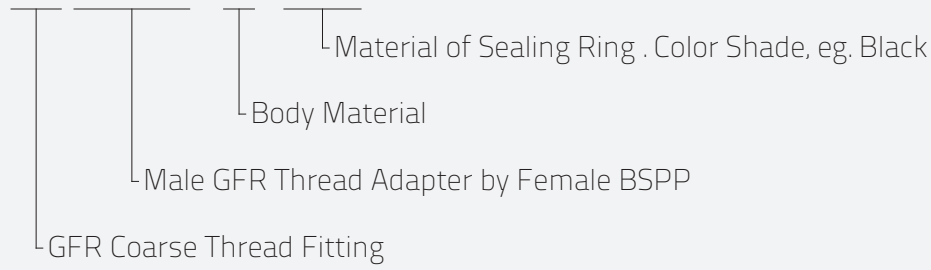 Material of Sealing Ring . Color Shade, eg. Black
Body Material
Male GFR Thread Adapter by Female BSPP
GFR Coarse Thread Fitting